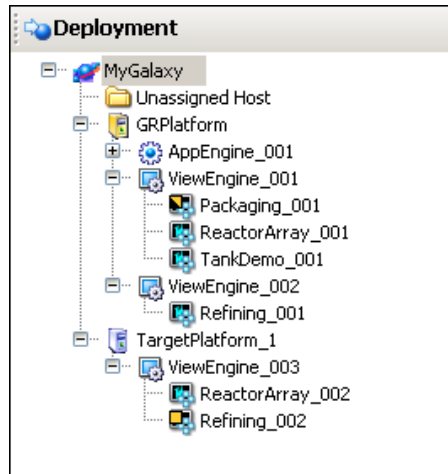 Deployment
MyGalaxy
Unassigned Host
GRPlatform
AppEngine_001
ViewEngine_001
Packaging_001
ReactorArray_001
TankDemo_001
ViewEngine_002
Refining_001
TargetPlatform_1
ViewEngine_003
ReactorArray_002
Refining_002